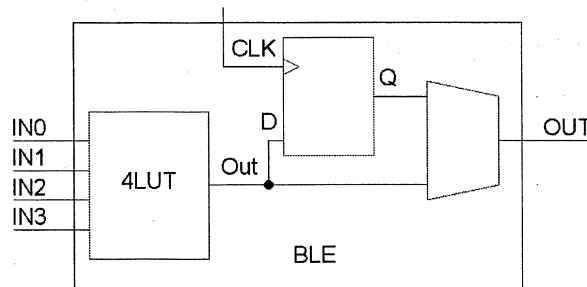 CLK
Q
IN0
D
OUT
IN1
Out
4LUT
IN2
IN3
BLE